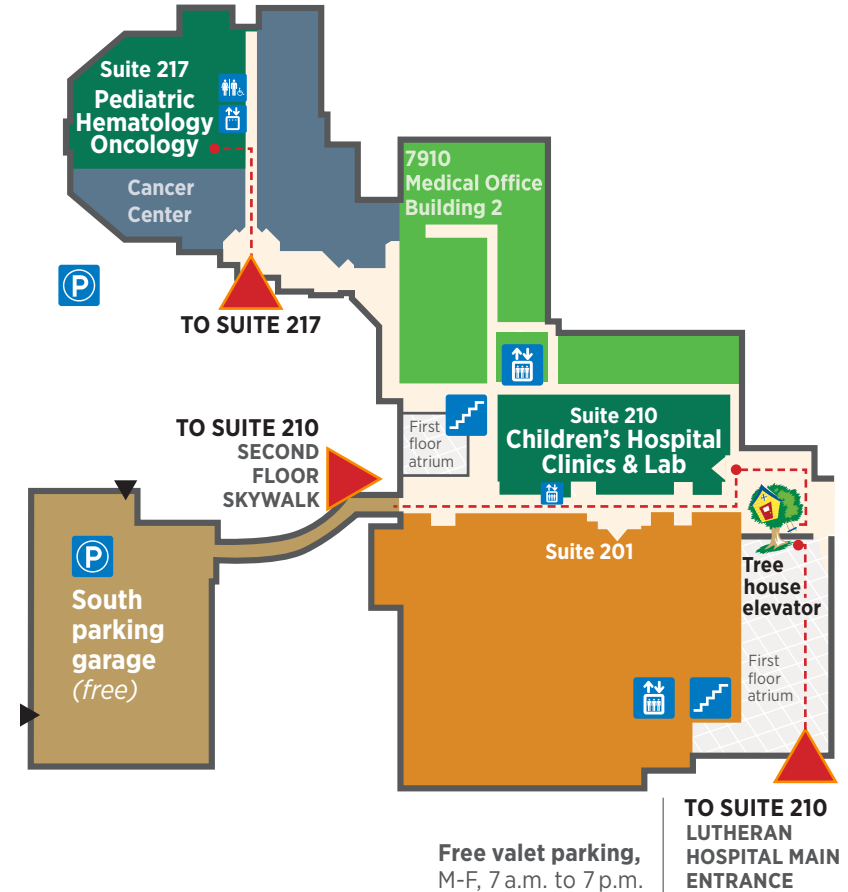 Suite 217
Pediatric
Hematology
Oncology
Cancer
Center
7910
Medical Office
Building 2
P
TO SUITE 217
TO SUITE 210
SECOND
FLOOR
SKYWALK
First
floor
atrium
Suite 210
Children's Hospital
Clinics & Lab
P
South
parking
garage
(free)
Suite 201
Tree
house
elevator
First
floor
atrium
Free valet parking,
M-F, 7 a.m. to 7 p.m.
TO SUITE 210
LUTHERAN
HOSPITAL MAIN
ENTRANCE